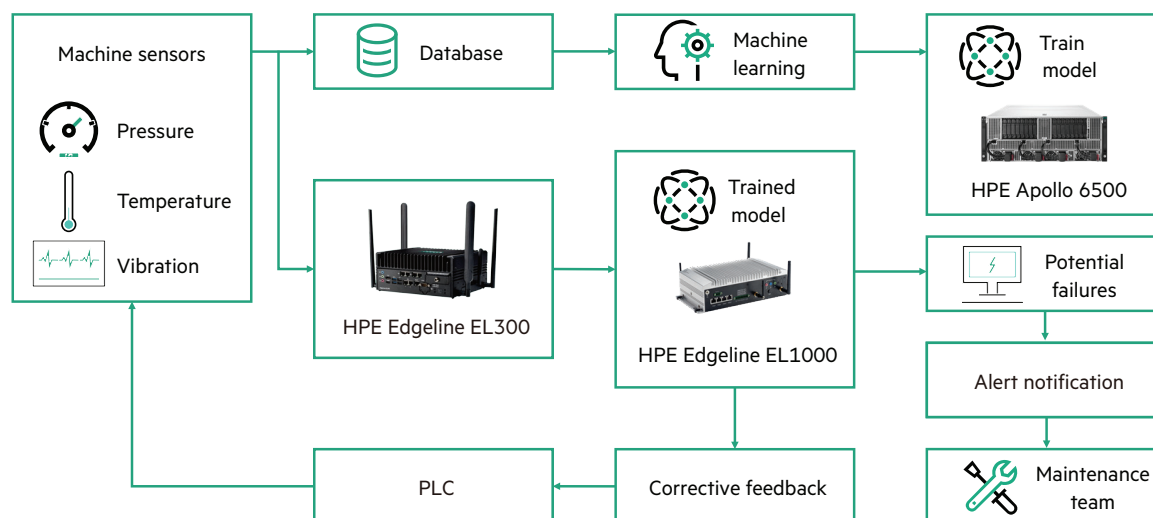 Machine sensors
Pressure
Temperature
Vibration
Database
Machine
learning
Train
model
HPE Apollo 6500
HPE Edgeline EL300
Trained
model
HPE Edgeline EL1000
Potential
failures
Alert notification
PLC
Corrective feedback
Maintenance
team